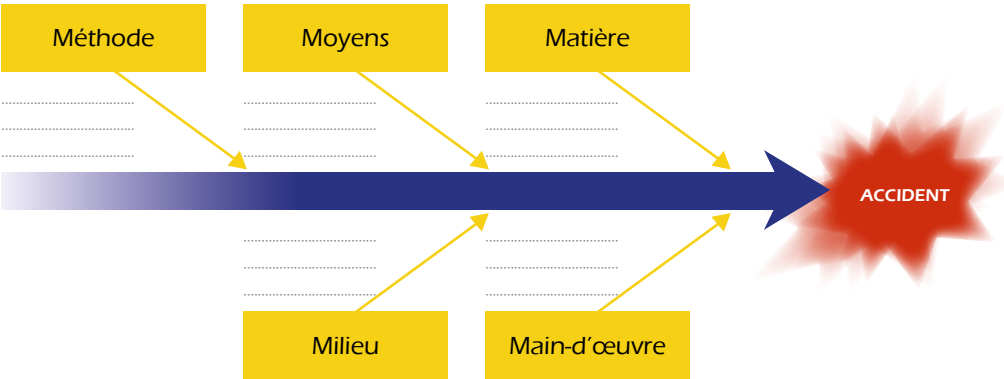 Méthode
Moyens
Matière
ACCIDENT
Milieu
Main-d'œuvre